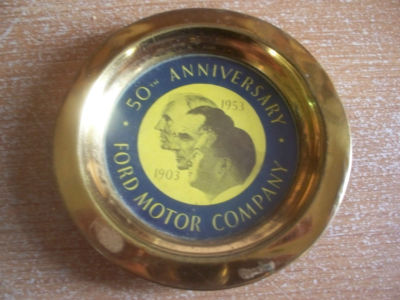 50TH ANNIVERSARY
1953
1903
FORD MOTOR COMPANY